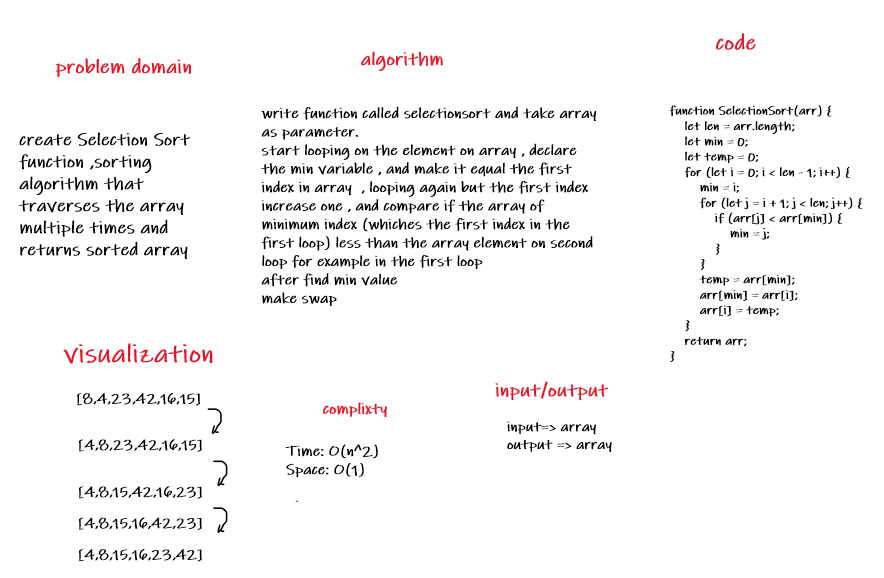 problem domain
create Selection Sort
function ,sorting
algorithm that
traverses the array
multiple times and
returns sorted array
algorithm
write function called selectionsort and take array
as parameter.
start looping on the element on array , declare
the min variable , and make it equal the first
index in array , looping again but the first index
increase one , and compare if the array of
minimum index (whiches the first index in the
first loop) less than the array element on second
loop for example in the first loop
after find min value
make swap
code
function SelectionSort(arr) {
let len = arr.length;
let min = 0;
let temp = 0;
for (let i = 0; i < len - 1; i++) {
min = i;
for (let j = i + 1; j < len; j++) {
if (arr[j] < arr[min]) {
min = j;
}
}
temp = arr[min];
arr[min] = arr[i];
arr[i] = temp;
}
return arr;
}
visualization
[8,4,23,42,16,15]
[4,8,23,42,16,15]
[4,8,15,42,16,23]
[4,8,15,16,42,23]
[4,8,15,16,23,42]
complixty
Time: O(n^2)
Space: O(1)
.
input/output
input=> array
output => array